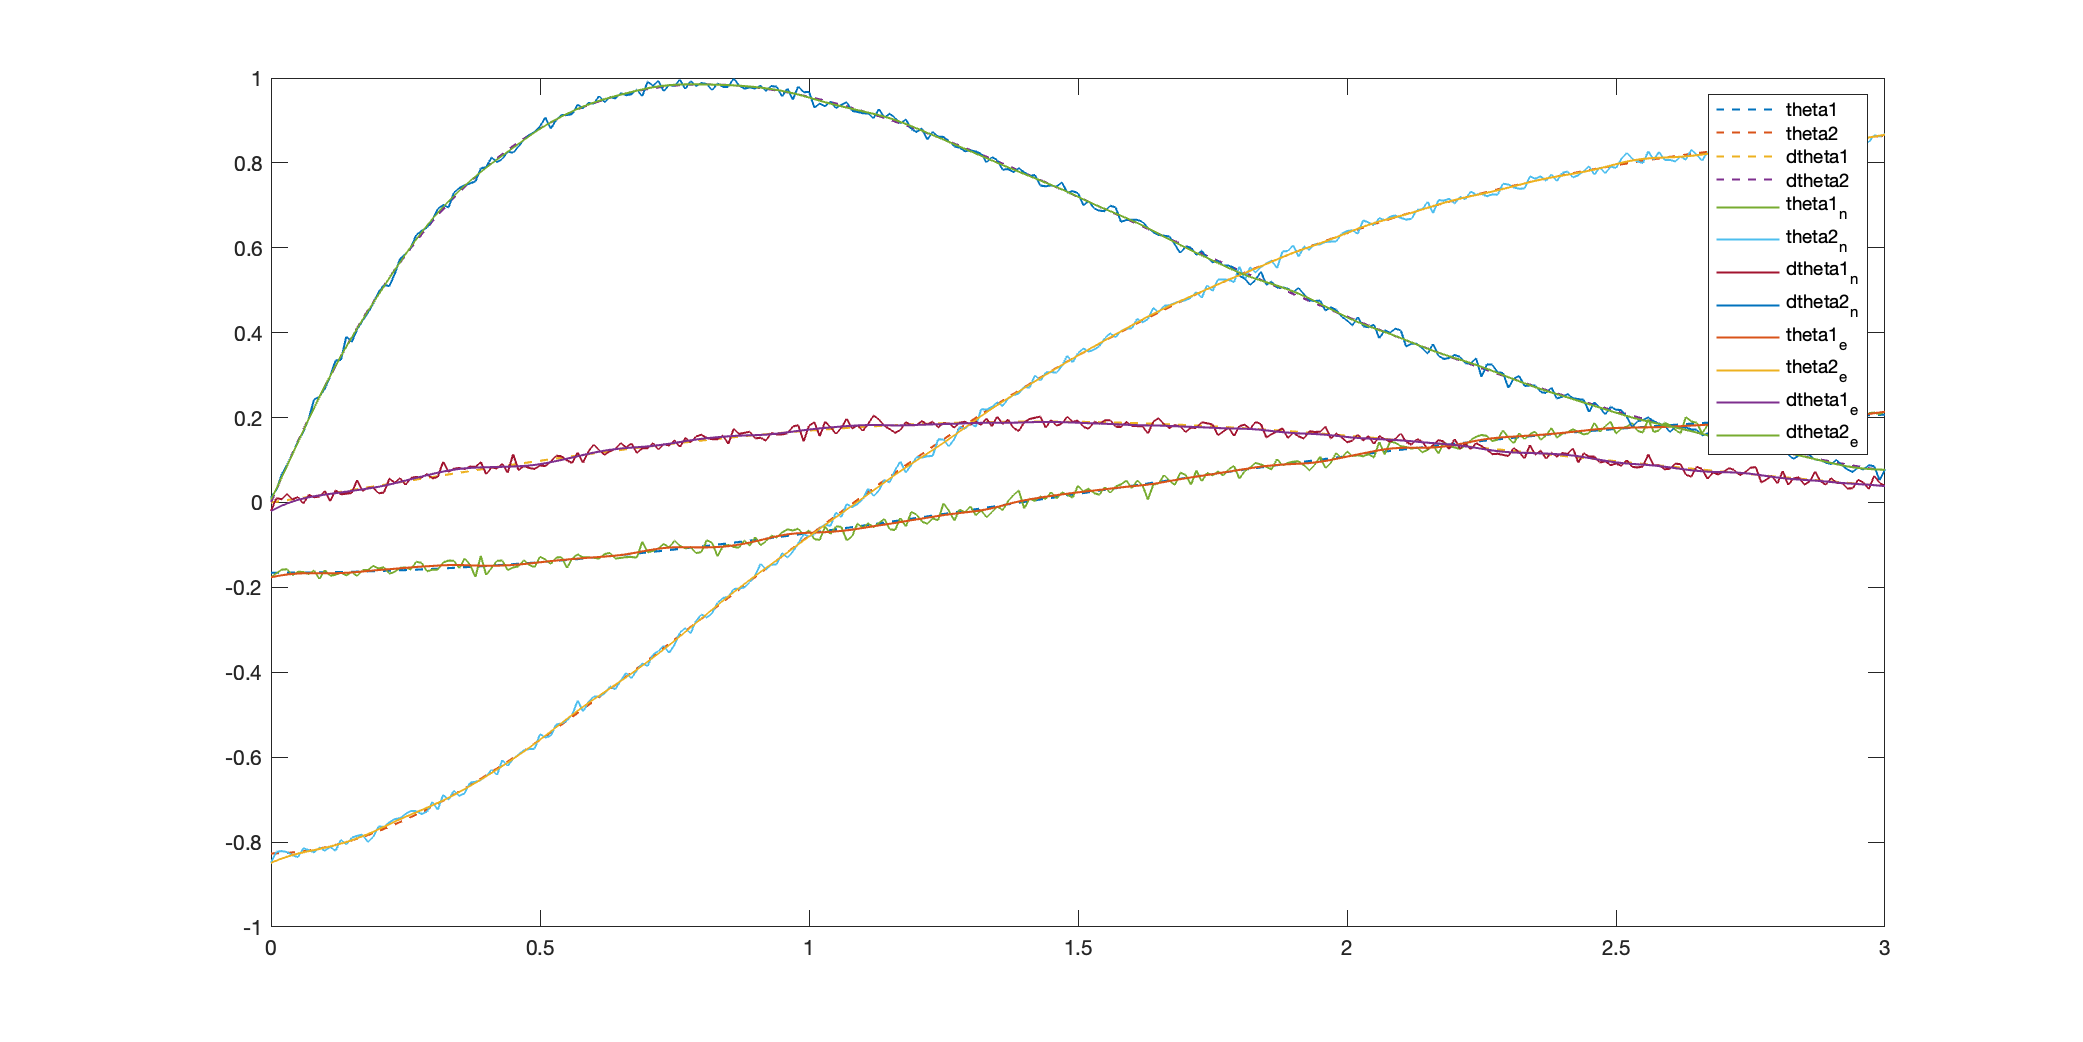 1
0.8
0.6
0.4
0.2
0
-0.2
-0.4
-0.6
-0.8
-1
0 0.5 1 1.5 2 2.5 3
theta1
theta2
dtheta1
dtheta2
theta1n
theta2n
dtheta1n
dtheta2n
theta1e
theta2e
dtheta1e
dtheta2e